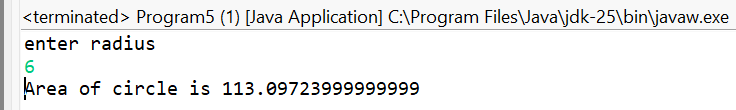 <terminated> Program5 (1) [Java Application] C:\Program Files\Java\jdk-25\bin\javaw.exe
enter radius
6
Area of circle is 113.09723999999999